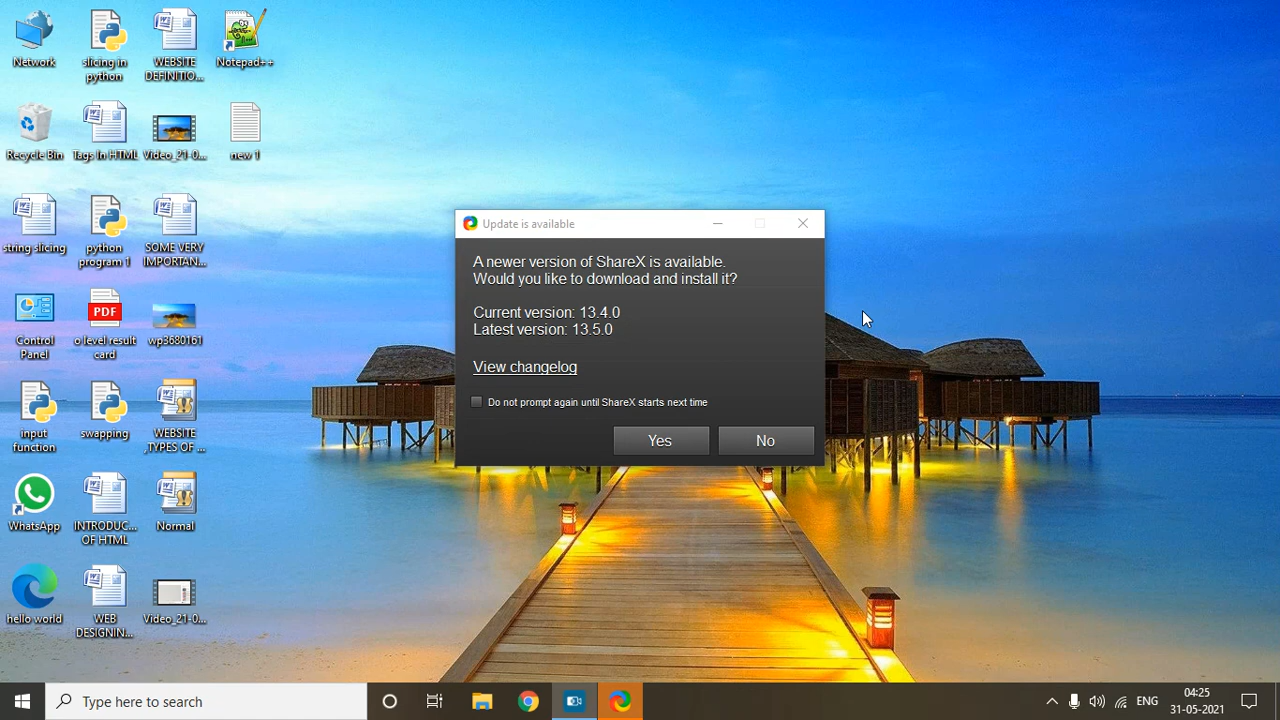 Network
slicing in
python
WEBSITE
DEFINITIO...
Notepad++
Recycle Bin
Tags In HTML
Video_21-0...
new 1
string slicing
python
program 1
SOME VERY
IMPORTAN...
Control
Panel
PDF
o level result
card
wp3680161
input
function
swapping
WEBSITE
,TYPES OF ...
WhatsApp
INTRODUC...
OF HTML
Normal
hello world
WEB
DESIGNIN...
Video_21-0...
Update is available
A newer version of ShareX is available.
Would you like to download and install it?
Current version: 13.4.0
Latest version: 13.5.0
View changelog
Do not prompt again until ShareX starts next time
Yes
No
Type here to search
ENG
04:25
31-05-2021